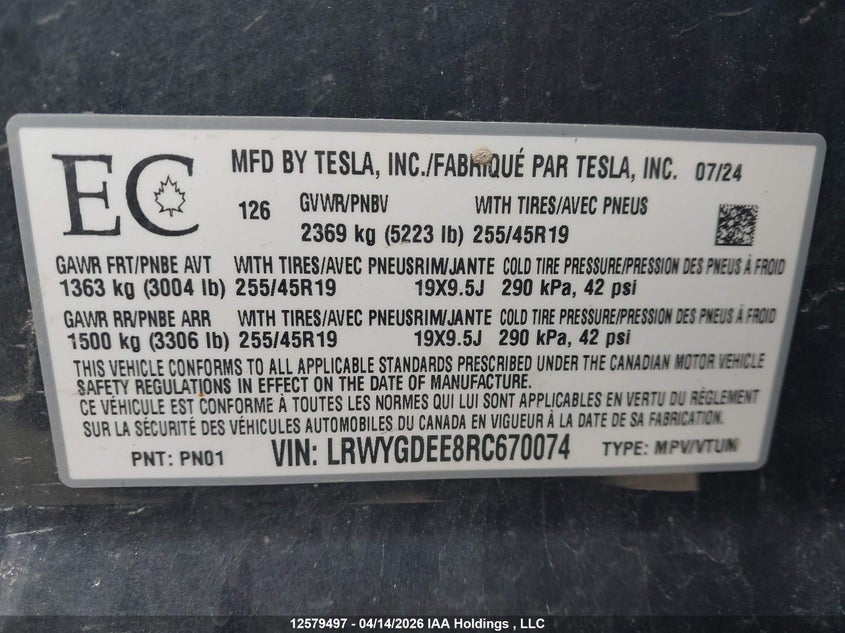 EC
MFD BY TESLA, INC./FABRIQUÉ PAR TESLA, INC. 07/24
126 GVWR/PNBV WITH TIRES/AVEC PNEUS
2369 kg (5223 lb) 255/45R19
GAWR FRT/PNBE AVT WITH TIRES/AVEC PNEUS RIM/JANTE COLD TIRE PRESSURE/PRESSION DES PNEUS À FROID
1363 kg (3004 lb) 255/45R19 19X9.5J 290 kPa, 42 psi
GAWR RR/PNBE ARR WITH TIRES/AVEC PNEUS RIM/JANTE COLD TIRE PRESSURE/PRESSION DES PNEUS À FROID
1500 kg (3306 lb) 255/45R19 19X9.5J 290 kPa, 42 psi
THIS VEHICLE CONFORMS TO ALL APPLICABLE STANDARDS PRESCRIBED UNDER THE CANADIAN MOTOR VEHICLE
SAFETY REGULATIONS IN EFFECT ON THE DATE OF MANUFACTURE.
CE VÉHICULE EST CONFORME À TOUTES LES NORMES QUI LUI SONT APPLICABLES EN VERTU DU RÈGLEMENT
SUR LA SÉCURITÉ DES VÉHICULES AUTOMOBILES DU CANADA EN VIGUEUR À LA DATE DE SA FABRICATION.
PNT: PN01 VIN: LRWYGDEE8RC670074 TYPE: MPV/VTUM
12579497 - 04/14/2026 IAA Holdings , LLC